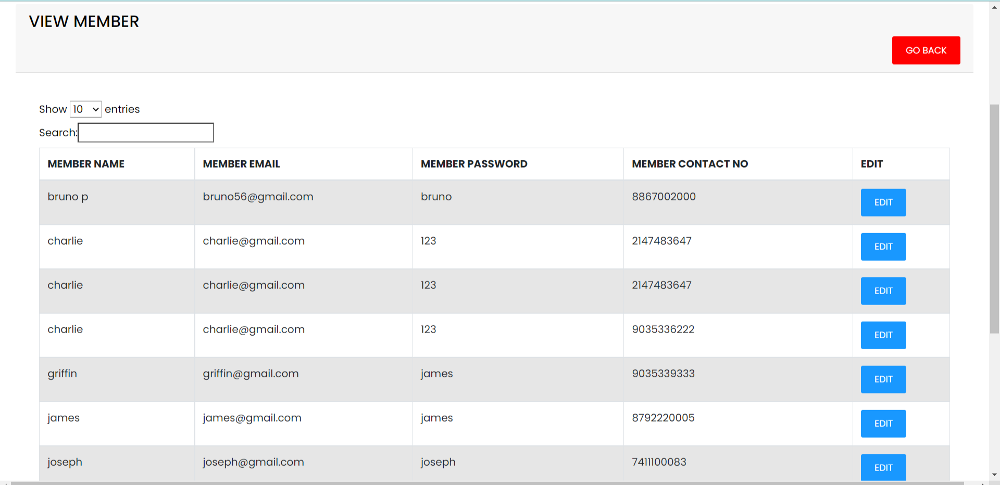 VIEW MEMBER
GO BACK
Show 10 entries
Search:
MEMBER NAME MEMBER EMAIL MEMBER PASSWORD MEMBER CONTACT NO EDIT
bruno p bruno56@gmail.com bruno 8867002000 EDIT
charlie charlie@gmail.com 123 2147483647 EDIT
charlie charlie@gmail.com 123 2147483647 EDIT
charlie charlie@gmail.com 123 9035336222 EDIT
griffin griffin@gmail.com james 9035339333 EDIT
james james@gmail.com james 8792220005 EDIT
joseph joseph@gmail.com joseph 7411100083 EDIT